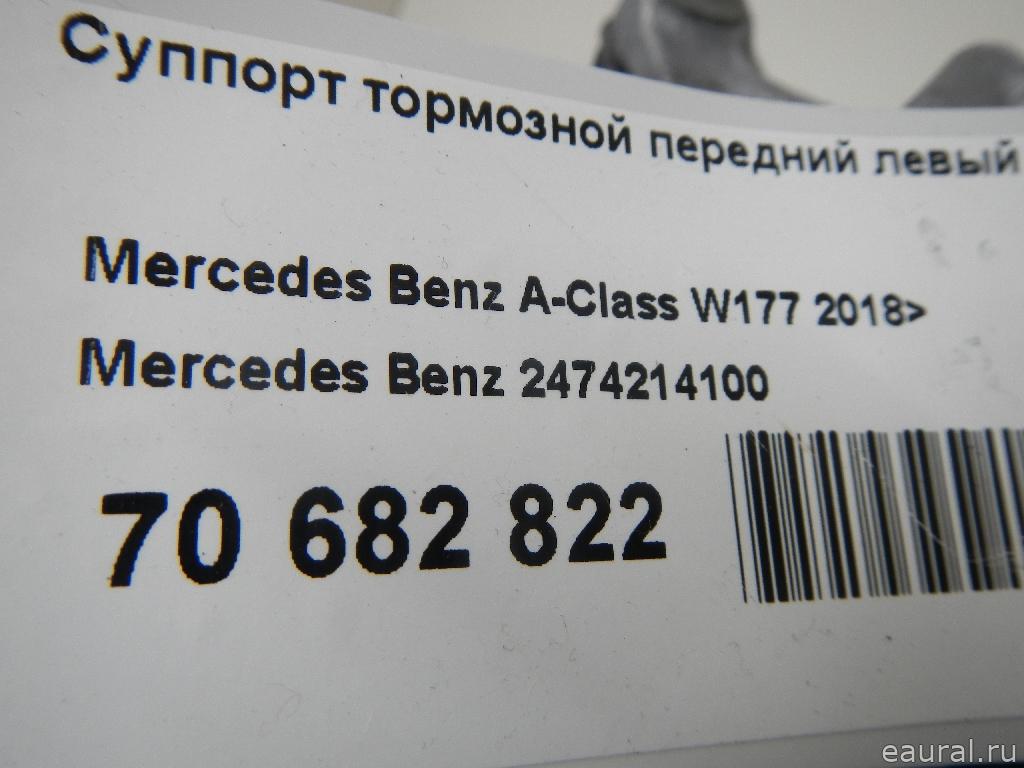 Суппорт тормозной передний левый
Mercedes Benz A-Class W177 2018>
Mercedes Benz 2474214100
70 682 822
eaural.ru